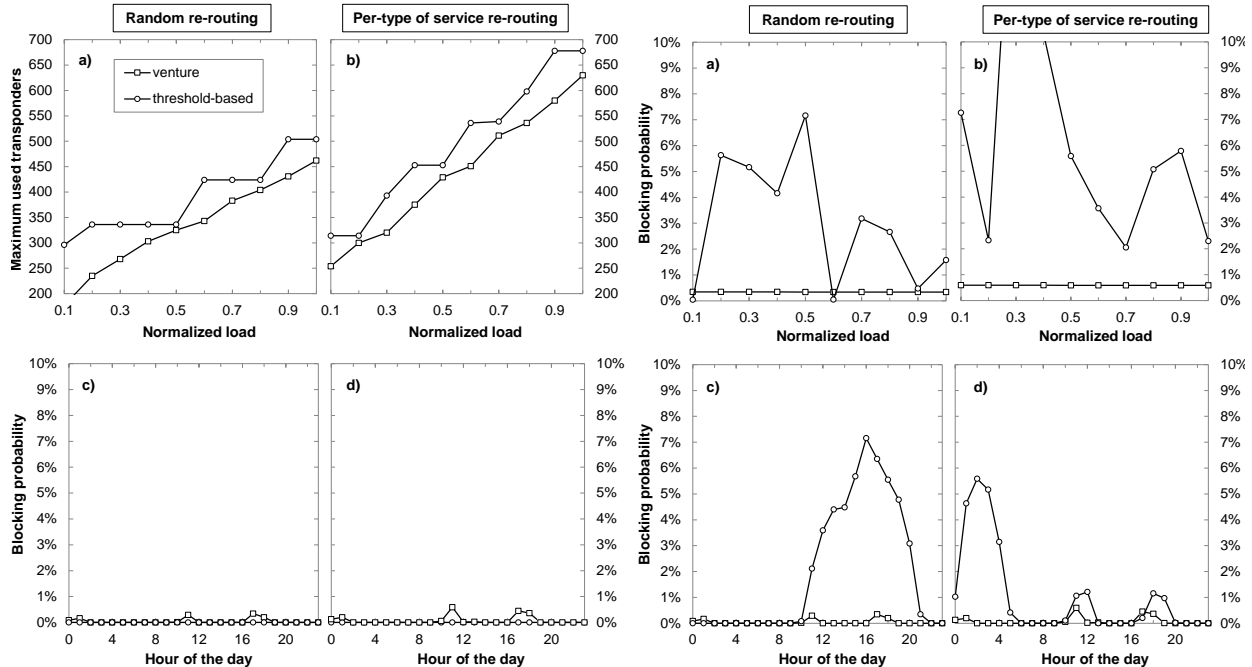 Random re-routing
Per-type of service re-routing
a)
b)
venture
threshold-based
700
650
600
550
500
450
400
350
300
250
200
700
650
600
550
500
450
400
350
300
250
200
Maximum used transponders
0.1 0.3 0.5 0.7 0.9
0.1 0.3 0.5 0.7 0.9
Normalized load
Normalized load
c)
d)
10%
9%
8%
7%
6%
5%
4%
3%
2%
1%
0%
10%
9%
8%
7%
6%
5%
4%
3%
2%
1%
0%
Blocking probability
0 4 8 12 16 20
0 4 8 12 16 20
Hour of the day
Hour of the day
Random re-routing
Per-type of service re-routing
a)
b)
10%
9%
8%
7%
6%
5%
4%
3%
2%
1%
0%
10%
9%
8%
7%
6%
5%
4%
3%
2%
1%
0%
Blocking probability
0.1 0.3 0.5 0.7 0.9
0.1 0.3 0.5 0.7 0.9
Normalized load
Normalized load
c)
d)
10%
9%
8%
7%
6%
5%
4%
3%
2%
1%
0%
10%
9%
8%
7%
6%
5%
4%
3%
2%
1%
0%
Blocking probability
0 4 8 12 16 20
0 4 8 12 16 20
Hour of the day
Hour of the day